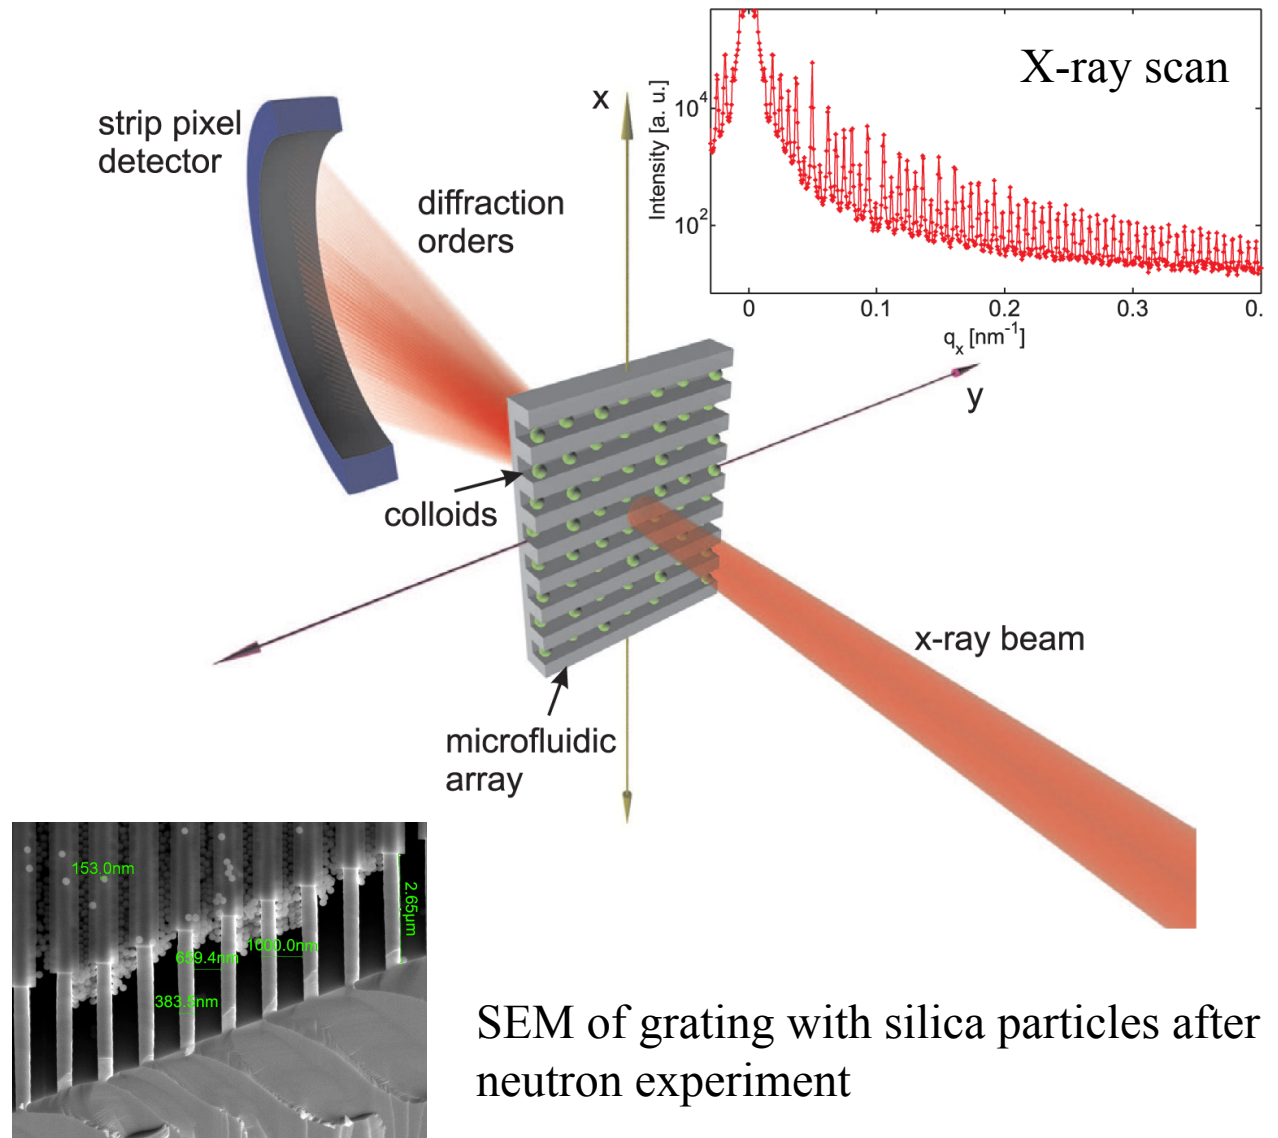 X-ray scan
Intensity [a. u.]
10⁴
10²
0
0.1
0.2
0.3
0.
qₓ [nm⁻¹]
strip pixel
detector
diffraction
orders
x
y
colloids
x-ray beam
microfluidic
array
153.0nm
2.65µm
659.4nm
1000.0nm
383.5nm
SEM of grating with silica particles after
neutron experiment